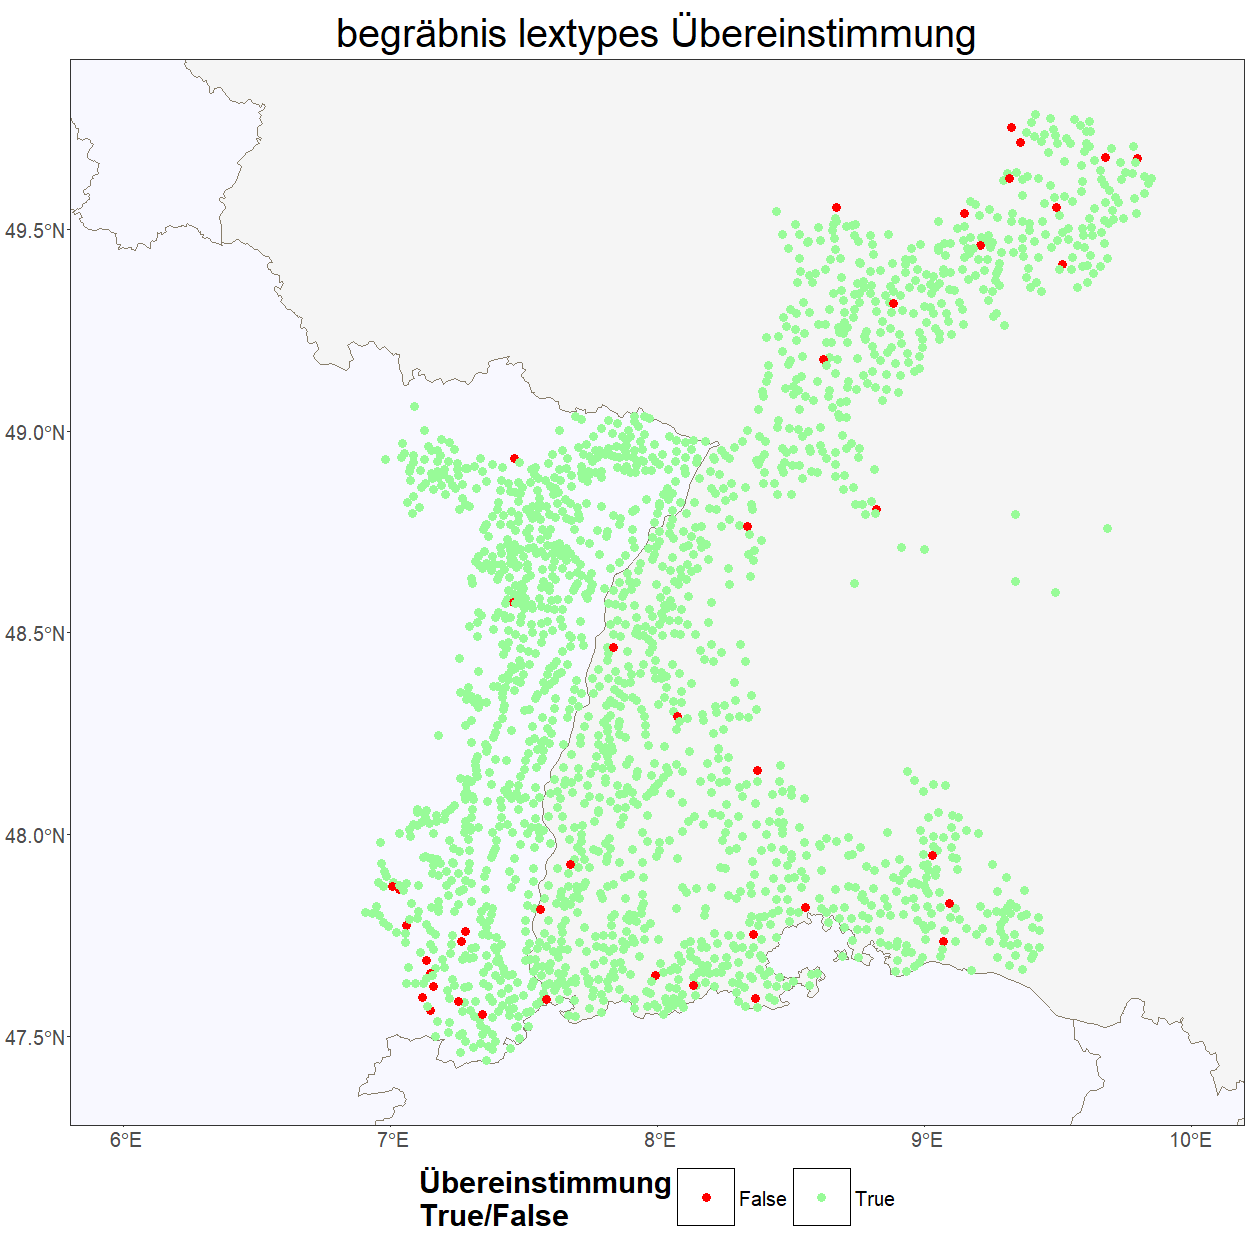 begräbnis lextypes Übereinstimmung
49.5°N
49.0°N
48.5°N
48.0°N
47.5°N
6°E 7°E 8°E 9°E 10°E
Übereinstimmung
True/False
False True